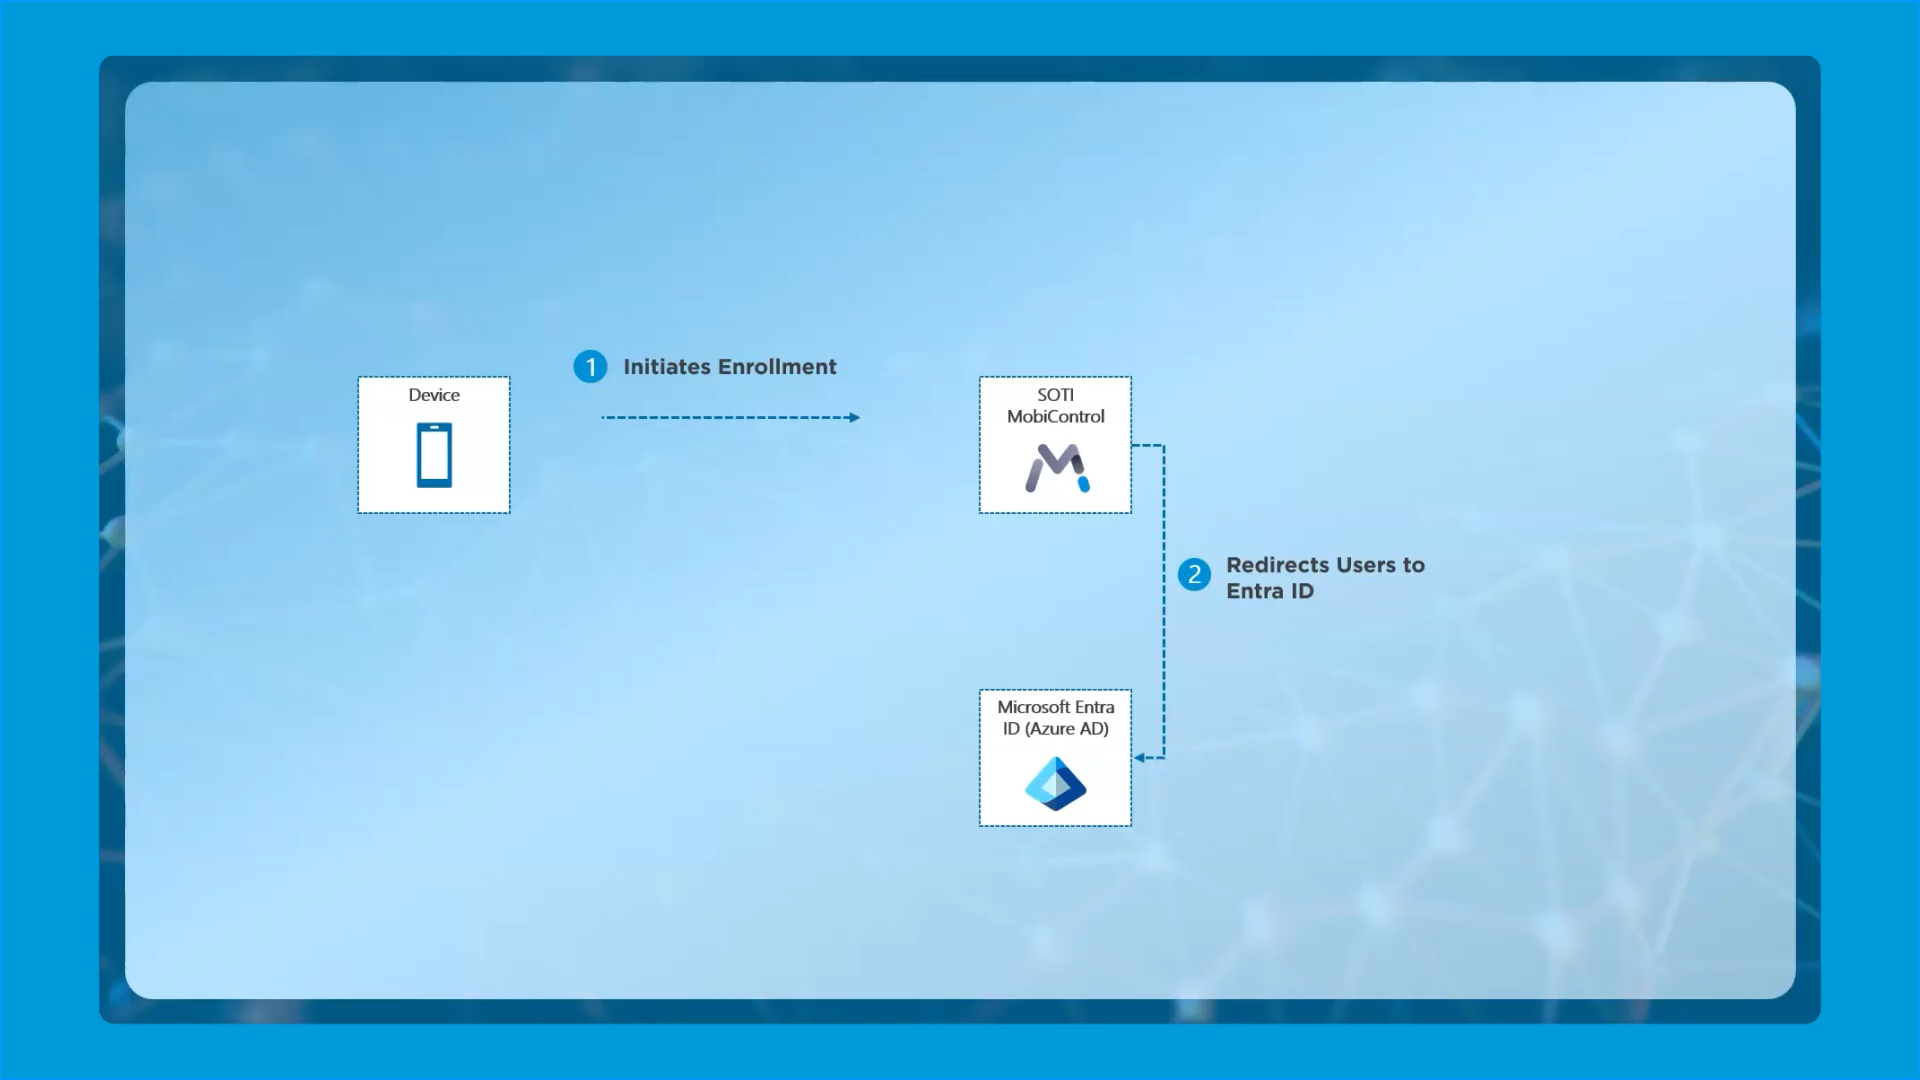 1 Initiates Enrollment
Device
SOTI
MobiControl
2 Redirects Users to
Entra ID
Microsoft Entra
ID (Azure AD)